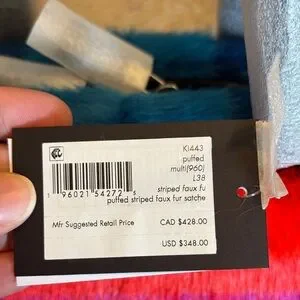 KI443
puffed
multi(960)
L38
1 96021 54272 5
striped faux fu
puffed striped faux fur satche
Mfr Suggested Retail Price
CAD $428.00
USD $348.00